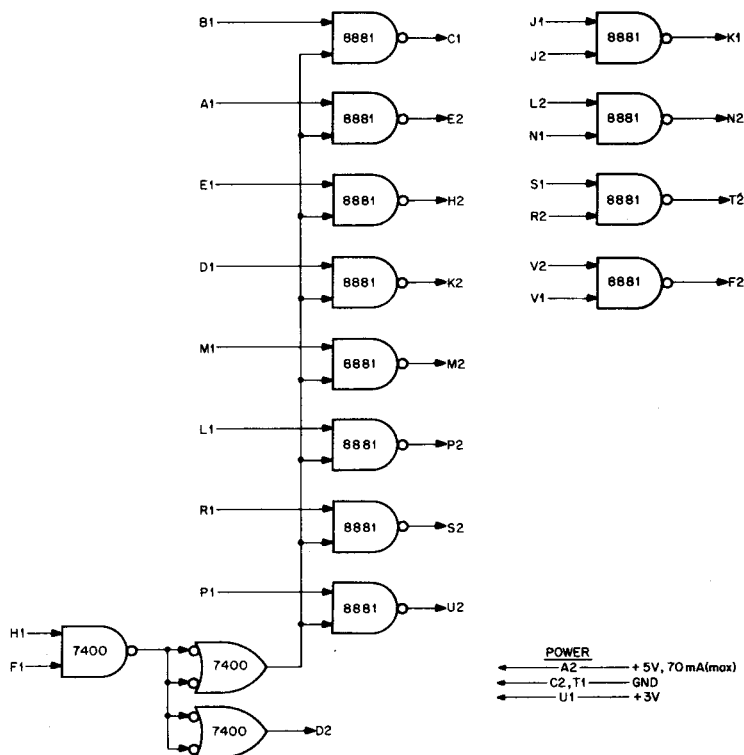 B1 8881 C1
A1 8881 E2
E1 8881 H2
D1 8881 K2
M1 8881 M2
L1 8881 P2
R1 8881 S2
P1 8881 U2
H1
F1
7400
7400
7400 D2
J1
J2
8881 K1
L2
N1
8881 N2
S1
R2
8881 T2
V2
V1
8881 F2
POWER
A2 +5V, 70 mA(max)
C2, T1 GND
U1 +3V